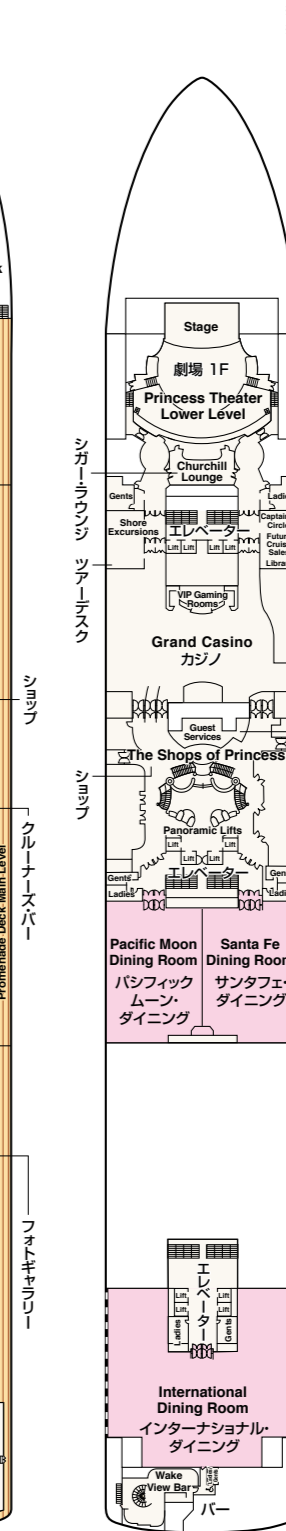 Stage
劇場 1F
Princess Theater
Lower Level
シガー・ラウンジ
Churchill
Lounge
Gents
Shore
Excursions
エレベーター
Lift
Lift
Lift
Lift
ツアーデスク
VIP Gaming
Rooms
Grand Casino
カジノ
Guest
Services
The Shops of Princess
ショップ
Panoramic Lifts
Lift
Lift
Lift
Lift
エレベーター
Gents
Ladies
Pacific Moon
Dining Room
パシフィック
ムーン・
ダイニング
Santa Fe
Dining Room
サンタフェ・
ダイニング
エレベーター
Lift
Lift
Lift
Lift
Ladies
Gents
International
Dining Room
インターナショナル・
ダイニング
Wake
View Bar
バー
ショップ
クルーナーズ・バー
Promenade Deck Main Level
フォトギャラリー